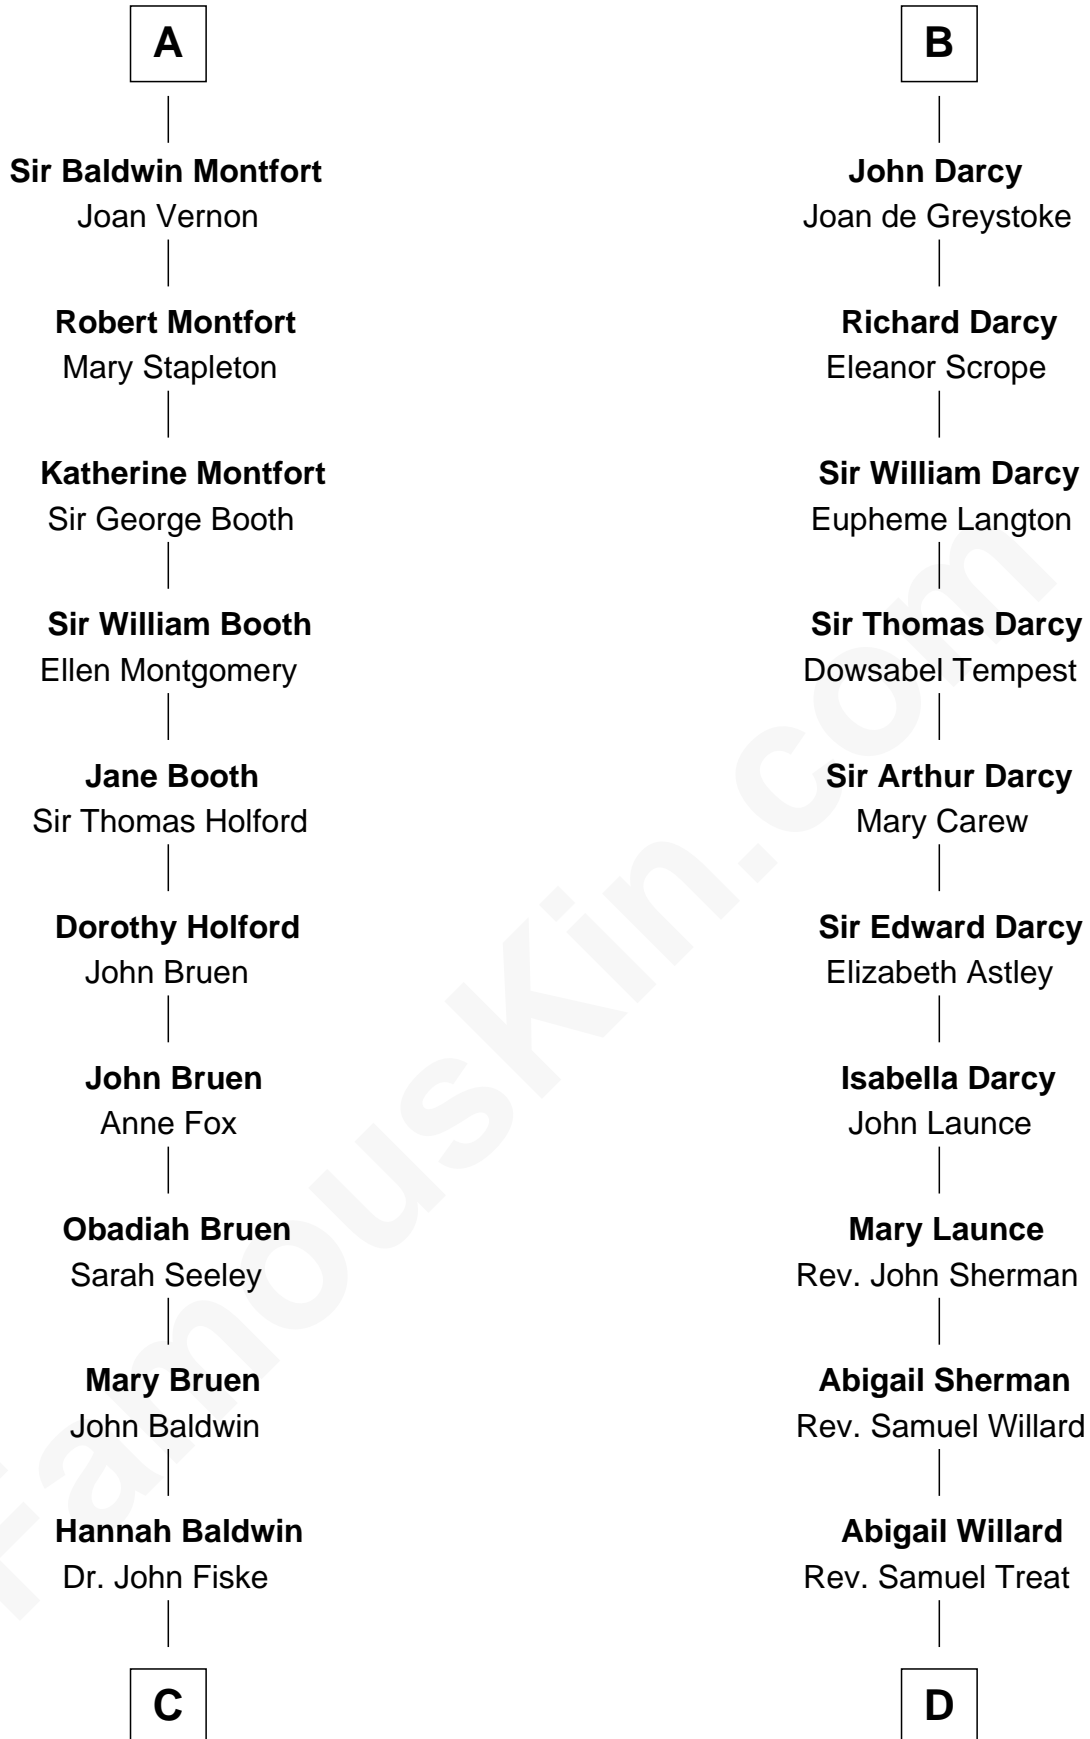 A
Sir Baldwin Montfort
Joan Vernon
Robert Montfort
Mary Stapleton
Katherine Montfort
Sir George Booth
Sir William Booth
Ellen Montgomery
Jane Booth
Sir Thomas Holford
Dorothy Holford
John Bruen
John Bruen
Anne Fox
Obadiah Bruen
Sarah Seeley
Mary Bruen
John Baldwin
Hannah Baldwin
Dr. John Fiske
C
B
John Darcy
Joan de Greystoke
Richard Darcy
Eleanor Scrope
Sir William Darcy
Eupheme Langton
Sir Thomas Darcy
Dowsabel Tempest
Sir Arthur Darcy
Mary Carew
Sir Edward Darcy
Elizabeth Astley
Isabella Darcy
John Launce
Mary Launce
Rev. John Sherman
Abigail Sherman
Rev. Samuel Willard
Abigail Willard
Rev. Samuel Treat
D
FamousKin.com